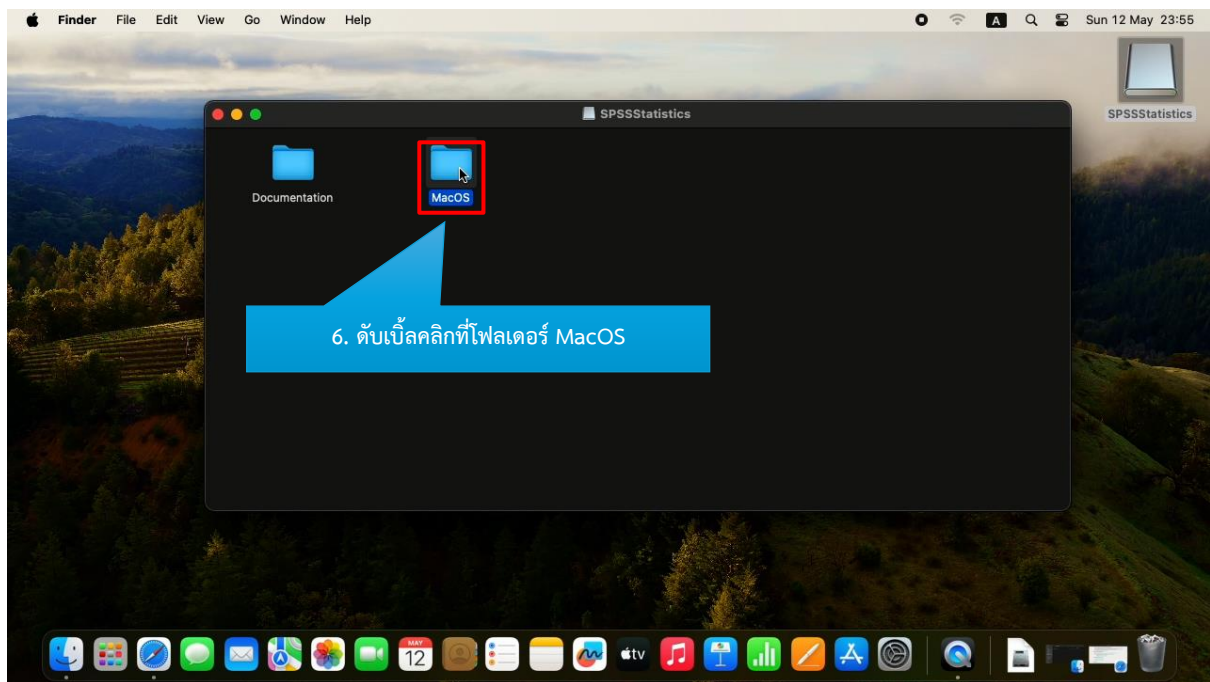 Finder File Edit View Go Window Help
A
Sun 12 May 23:55
SPSSStatistics
SPSSStatistics
Documentation
MacOS
6. ดับเบิ้ลคลิกที่โฟลเดอร์ MacOS
MAY
12
tv